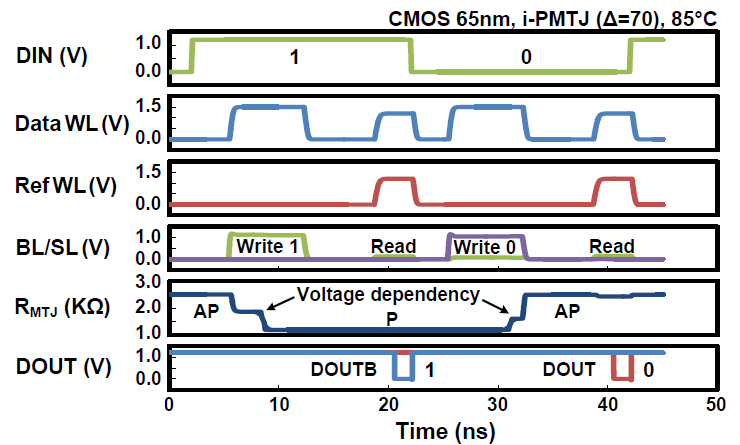 CMOS 65nm, i-PMTJ (Δ=70), 85°C
DIN (V)
1.0
0.0
1
0
Data WL (V)
1.5
0.0
Ref WL (V)
1.5
0.0
BL/SL (V)
1.0
0.0
Write 1
Read
Write 0
Read
RMTJ (KΩ)
3.0
2.0
1.0
AP
Voltage dependency
P
AP
DOUT (V)
1.0
0.0
DOUTB
1
DOUT
0
0 10 20 30 40 50
Time (ns)